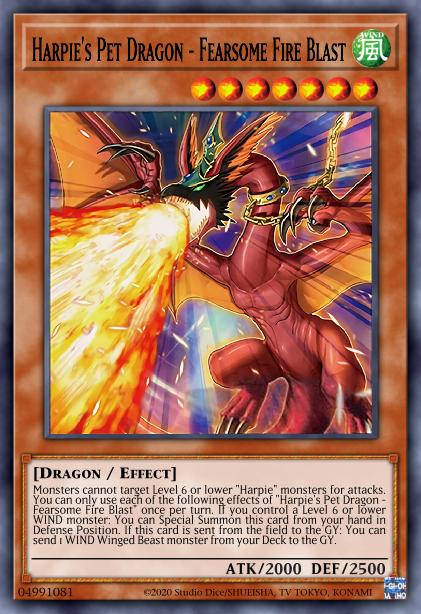 Harpie's Pet Dragon - Fearsome Fire Blast
WIND
風
[Dragon / Effect]
Monsters cannot target Level 6 or lower "Harpie" monsters for attacks.
You can only use each of the following effects of "Harpie's Pet Dragon -
Fearsome Fire Blast" once per turn. If you control a Level 6 or lower
WIND monster: You can Special Summon this card from your hand in
Defense Position. If this card is sent from the field to the GY: You can
send 1 WIND Winged Beast monster from your Deck to the GY.
ATK/2000 DEF/2500
04991081
©2020 Studio Dice/SHUEISHA, TV TOKYO, KONAMI